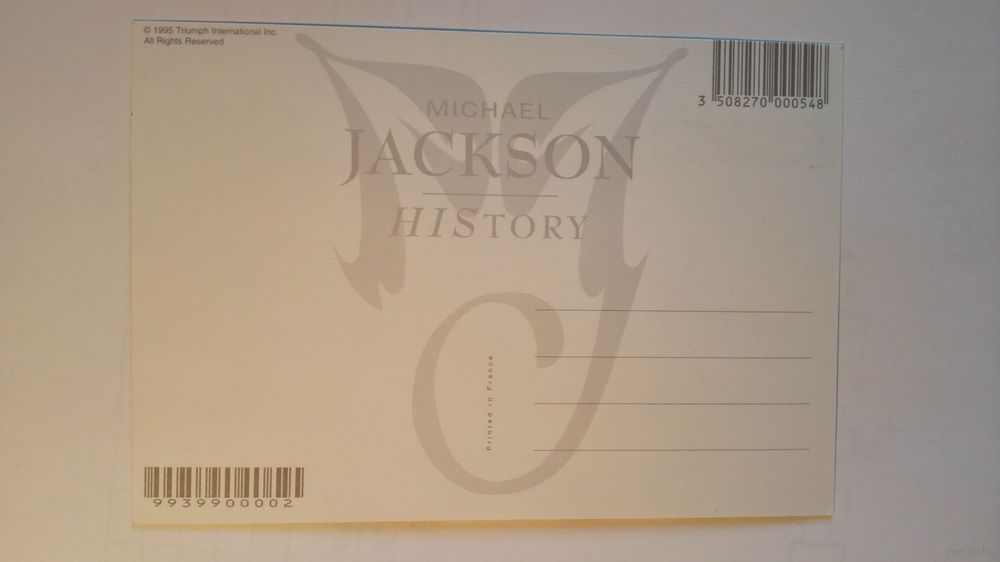 © 1995 Triumph International Inc.
All Rights Reserved
3 508270 000548
MICHAEL
JACKSON
HISTORY
Printed in France
9939900002